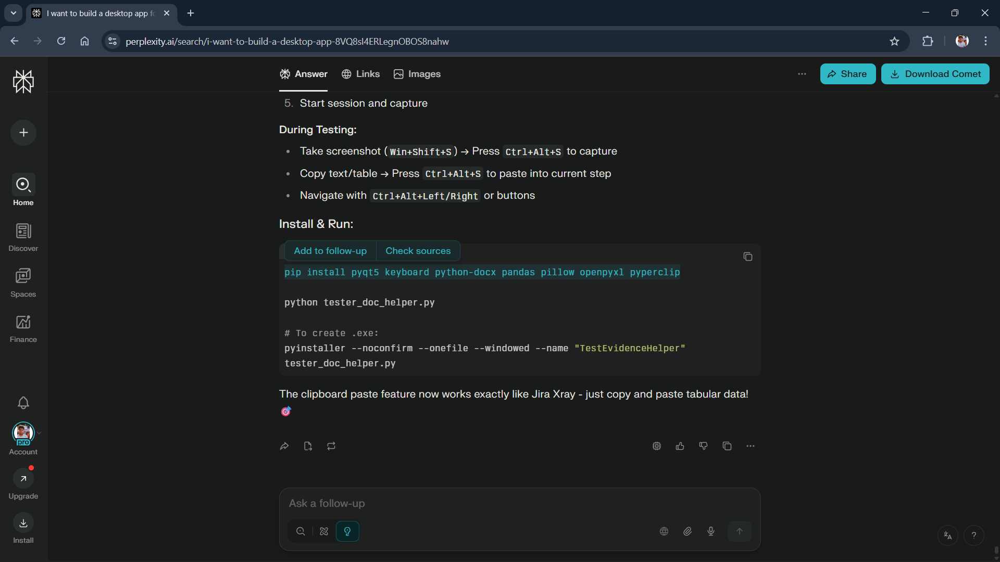 I want to build a desktop app fo
perplexity.ai/search/i-want-to-build-a-desktop-app-8VQ8sI4ERLegnOBOS8nahw
Answer
Links
Images
Share
Download Comet
Home
Discover
Spaces
Finance
pro
Account
Upgrade
Install
5. Start session and capture
During Testing:
• Take screenshot (Win+Shift+S) → Press Ctrl+Alt+S to capture
• Copy text/table → Press Ctrl+Alt+S to paste into current step
• Navigate with Ctrl+Alt+Left/Right or buttons
Install & Run:
Add to follow-up
Check sources
pip install pyqt5 keyboard python-docx pandas pillow openpyxl pyperclip
python tester_doc_helper.py
# To create .exe:
pyinstaller --noconfirm --onefile --windowed --name "TestEvidenceHelper"
tester_doc_helper.py
The clipboard paste feature now works exactly like Jira Xray - just copy and paste tabular data!
🎯
Ask a follow-up